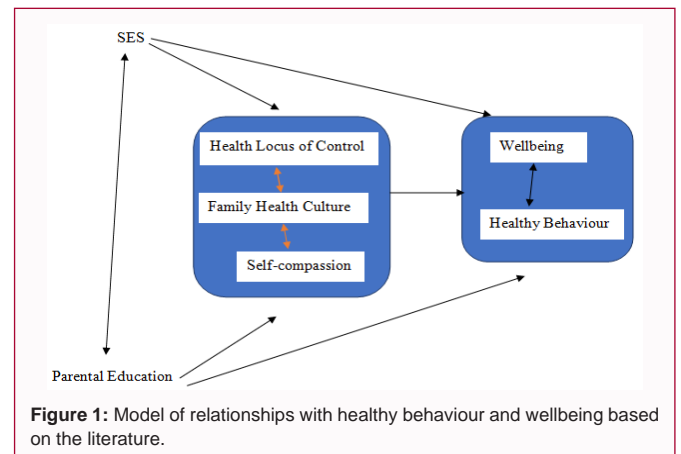 SES
Health Locus of Control
Wellbeing
Family Health Culture
Healthy Behaviour
Self-compassion
Parental Education
Figure 1: Model of relationships with healthy behaviour and wellbeing based
on the literature.